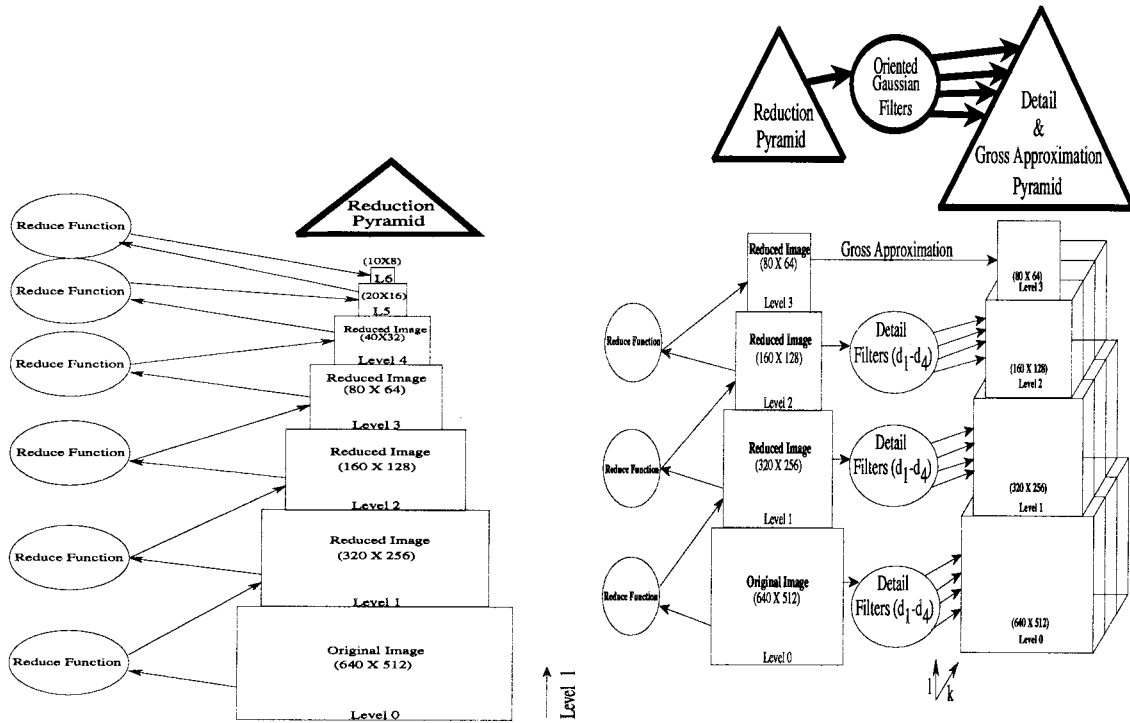 Reduction
Pyramid
Reduce Function
(10X8)
L6
Reduce Function
(20X16)
L5
Reduced Image
(40X32)
Level 4
Reduce Function
Reduced Image
(80 X 64)
Level 3
Reduce Function
Reduced Image
(160 X 128)
Level 2
Reduce Function
Reduced Image
(320 X 256)
Level 1
Reduce Function
Original Image
(640 X 512)
Level 0
Level 1
Reduction
Pyramid
Oriented
Gaussian
Filters
Detail
&
Gross Approximation
Pyramid
Reduced Image
(80 X 64)
Level 3
Gross Approximation
(80 X 64)
Level 3
Reduce Function
Reduced Image
(160 X 128)
Level 2
Detail
Filters (d1-d4)
(160 X 128)
Level 2
Reduce Function
Reduced Image
(320 X 256)
Level 1
Detail
Filters (d1-d4)
(320 X 256)
Level 1
Reduce Function
Original Image
(640 X 512)
Level 0
Detail
Filters (d1-d4)
(640 X 512)
Level 0
l
k